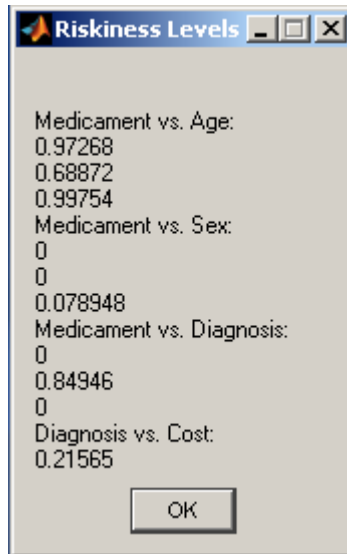 Riskiness Levels
Medicament vs. Age:
0.97268
0.68872
0.99754
Medicament vs. Sex:
0
0
0.078948
Medicament vs. Diagnosis:
0
0.84946
0
Diagnosis vs. Cost:
0.21565
OK